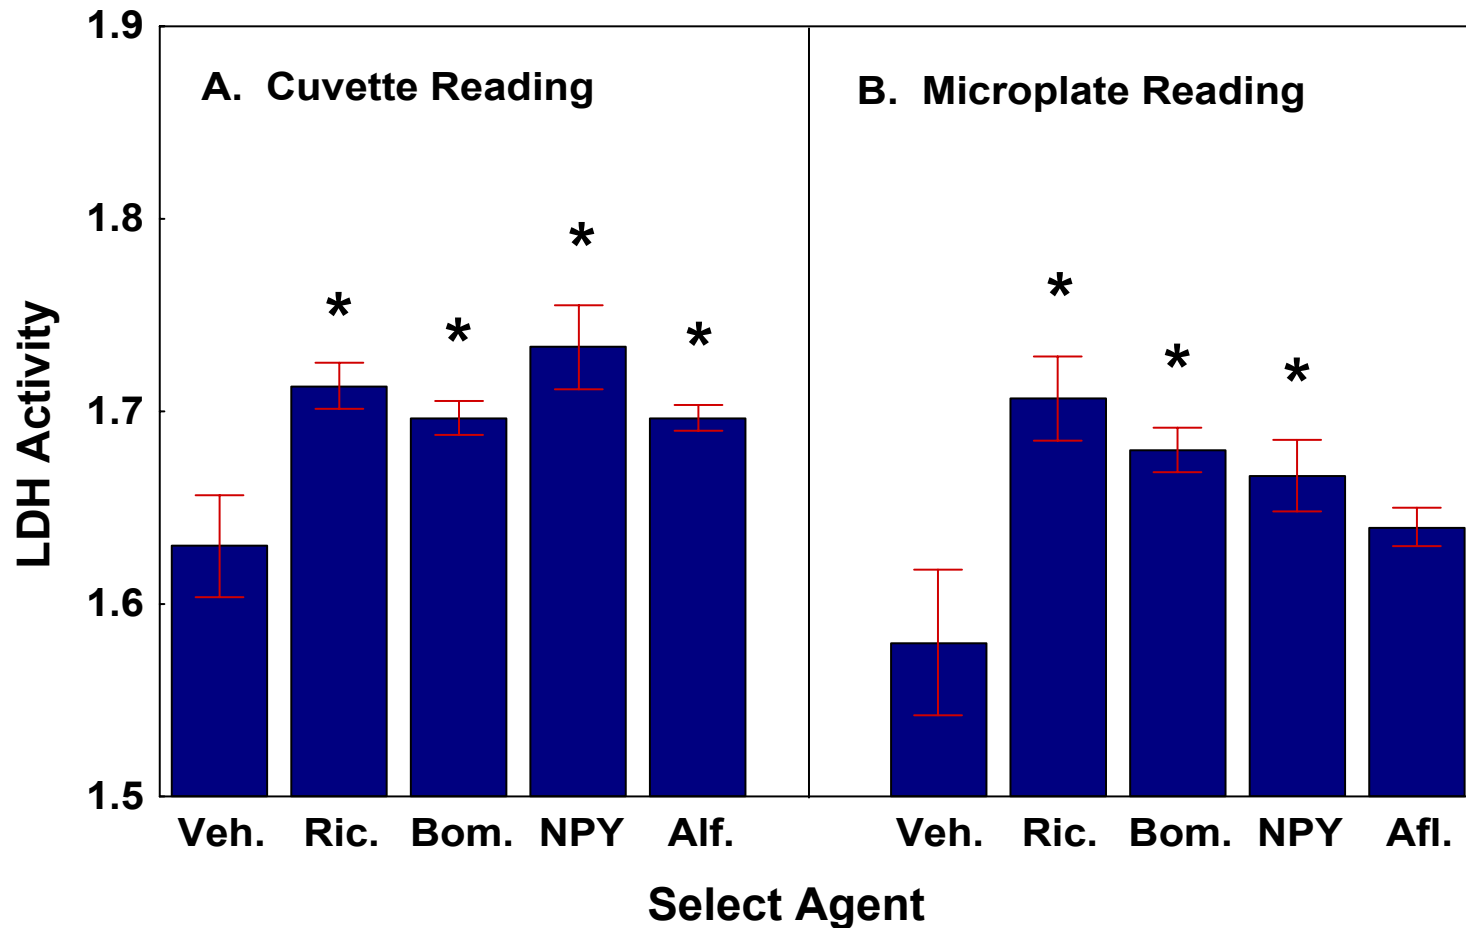 1.9
A. Cuvette Reading
B. Microplate Reading
1.8
* * * *
* * *
1.7
1.6
1.5
LDH Activity
Veh. Ric. Bom. NPY Alf.
Veh. Ric. Bom. NPY Afl.
Select Agent